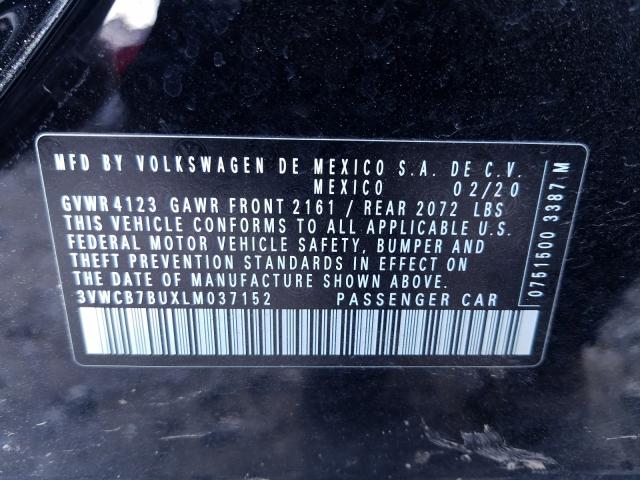 MFD BY VOLKSWAGEN DE MEXICO S.A. DE C.V.
MEXICO 02/20
GVWR 4123 GAWR FRONT 2161 / REAR 2072 LBS
THIS VEHICLE CONFORMS TO ALL APPLICABLE U.S.
FEDERAL MOTOR VEHICLE SAFETY, BUMPER AND
THEFT PREVENTION STANDARDS IN EFFECT ON
THE DATE OF MANUFACTURE SHOWN ABOVE.
3VWCB7BUXLM037152 PASSENGER CAR
0751500 3387 M